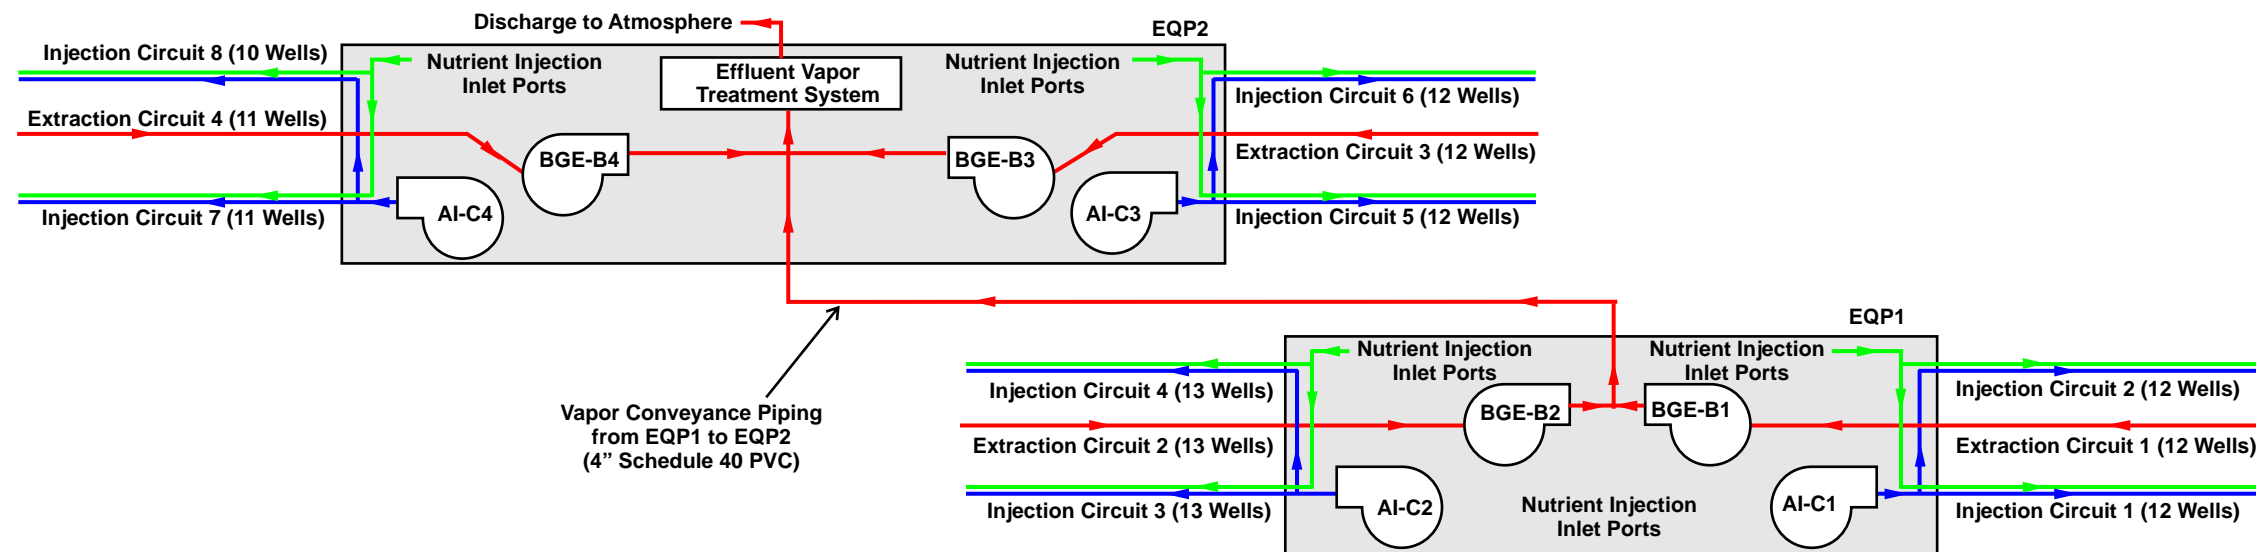 Discharge to Atmosphere
EQP2
Injection Circuit 8 (10 Wells)
Nutrient Injection
Inlet Ports
Effluent Vapor
Treatment System
Nutrient Injection
Inlet Ports
Injection Circuit 6 (12 Wells)
Extraction Circuit 4 (11 Wells)
BGE-B4
BGE-B3
Extraction Circuit 3 (12 Wells)
AI-C4
AI-C3
Injection Circuit 7 (11 Wells)
Injection Circuit 5 (12 Wells)
EQP1
Nutrient Injection
Inlet Ports
Nutrient Injection
Inlet Ports
Injection Circuit 4 (13 Wells)
Injection Circuit 2 (12 Wells)
Vapor Conveyance Piping
from EQP1 to EQP2
(4” Schedule 40 PVC)
BGE-B2
BGE-B1
Extraction Circuit 2 (13 Wells)
Extraction Circuit 1 (12 Wells)
AI-C2
Nutrient Injection
Inlet Ports
AI-C1
Injection Circuit 3 (13 Wells)
Injection Circuit 1 (12 Wells)